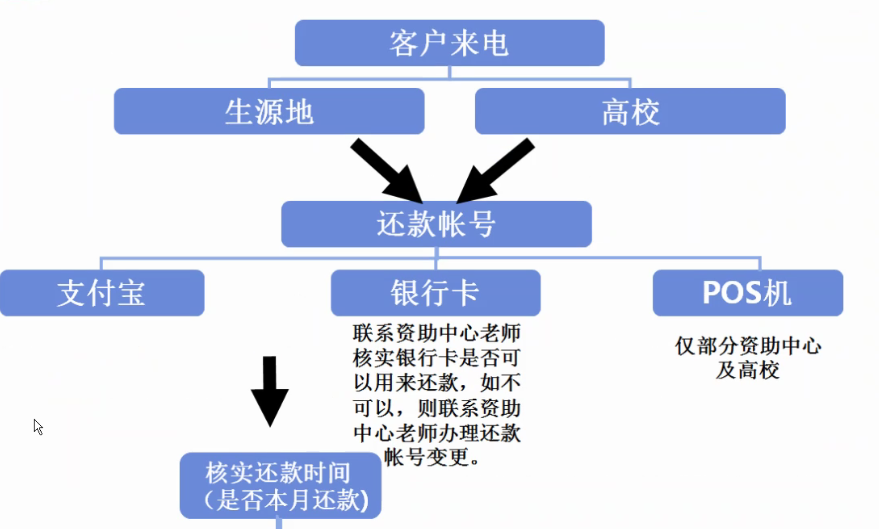 客户来电
生源地
高校
还款帐号
支付宝
银行卡
POS机
联系资助中心老师
核实银行卡是否可
以用来还款，如不
可以，则联系资助
中心老师办理还款
帐号变更。
仅部分资助中心
及高校
核实还款时间
（是否本月还款)